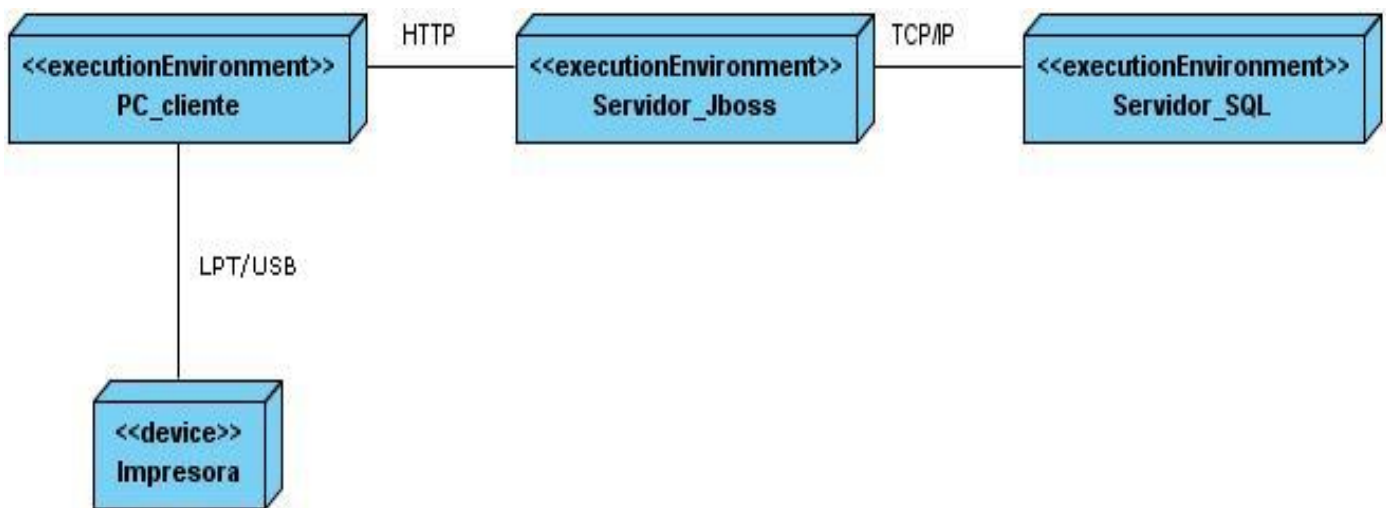 HTTP
TCP/IP
<<executionEnvironment>>
PC_cliente
<<executionEnvironment>>
Servidor_Jboss
<<executionEnvironment>>
Servidor_SQL
LPT/USB
<<device>>
Impresora